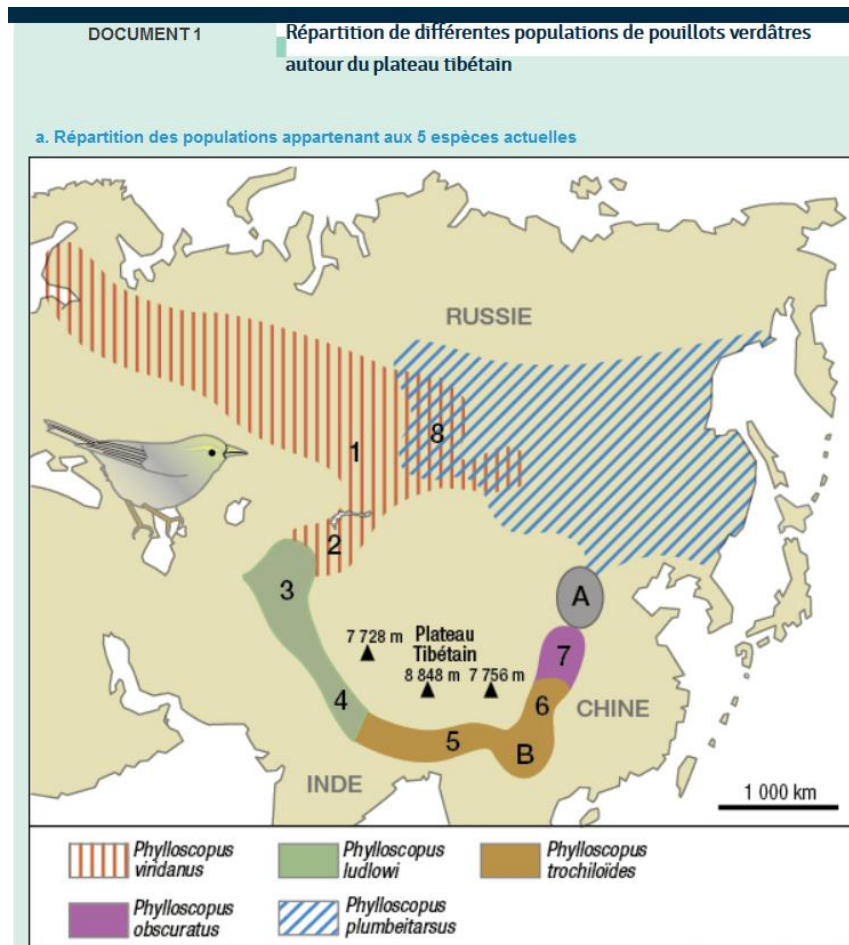 DOCUMENT 1
Répartition de différentes populations de pouillots verdâtres
autour du plateau tibétain
a. Répartition des populations appartenant aux 5 espèces actuelles
RUSSIE
8
1
2
3
A
7 728 m Plateau
Tibétain
7
8 848 m 7 756 m
6
CHINE
4
5
B
INDE
1 000 km
Phylloscopus
viridanus
Phylloscopus
ludlowi
Phylloscopus
trochiloïdes
Phylloscopus
obscuratus
Phylloscopus
plumbeitarsus